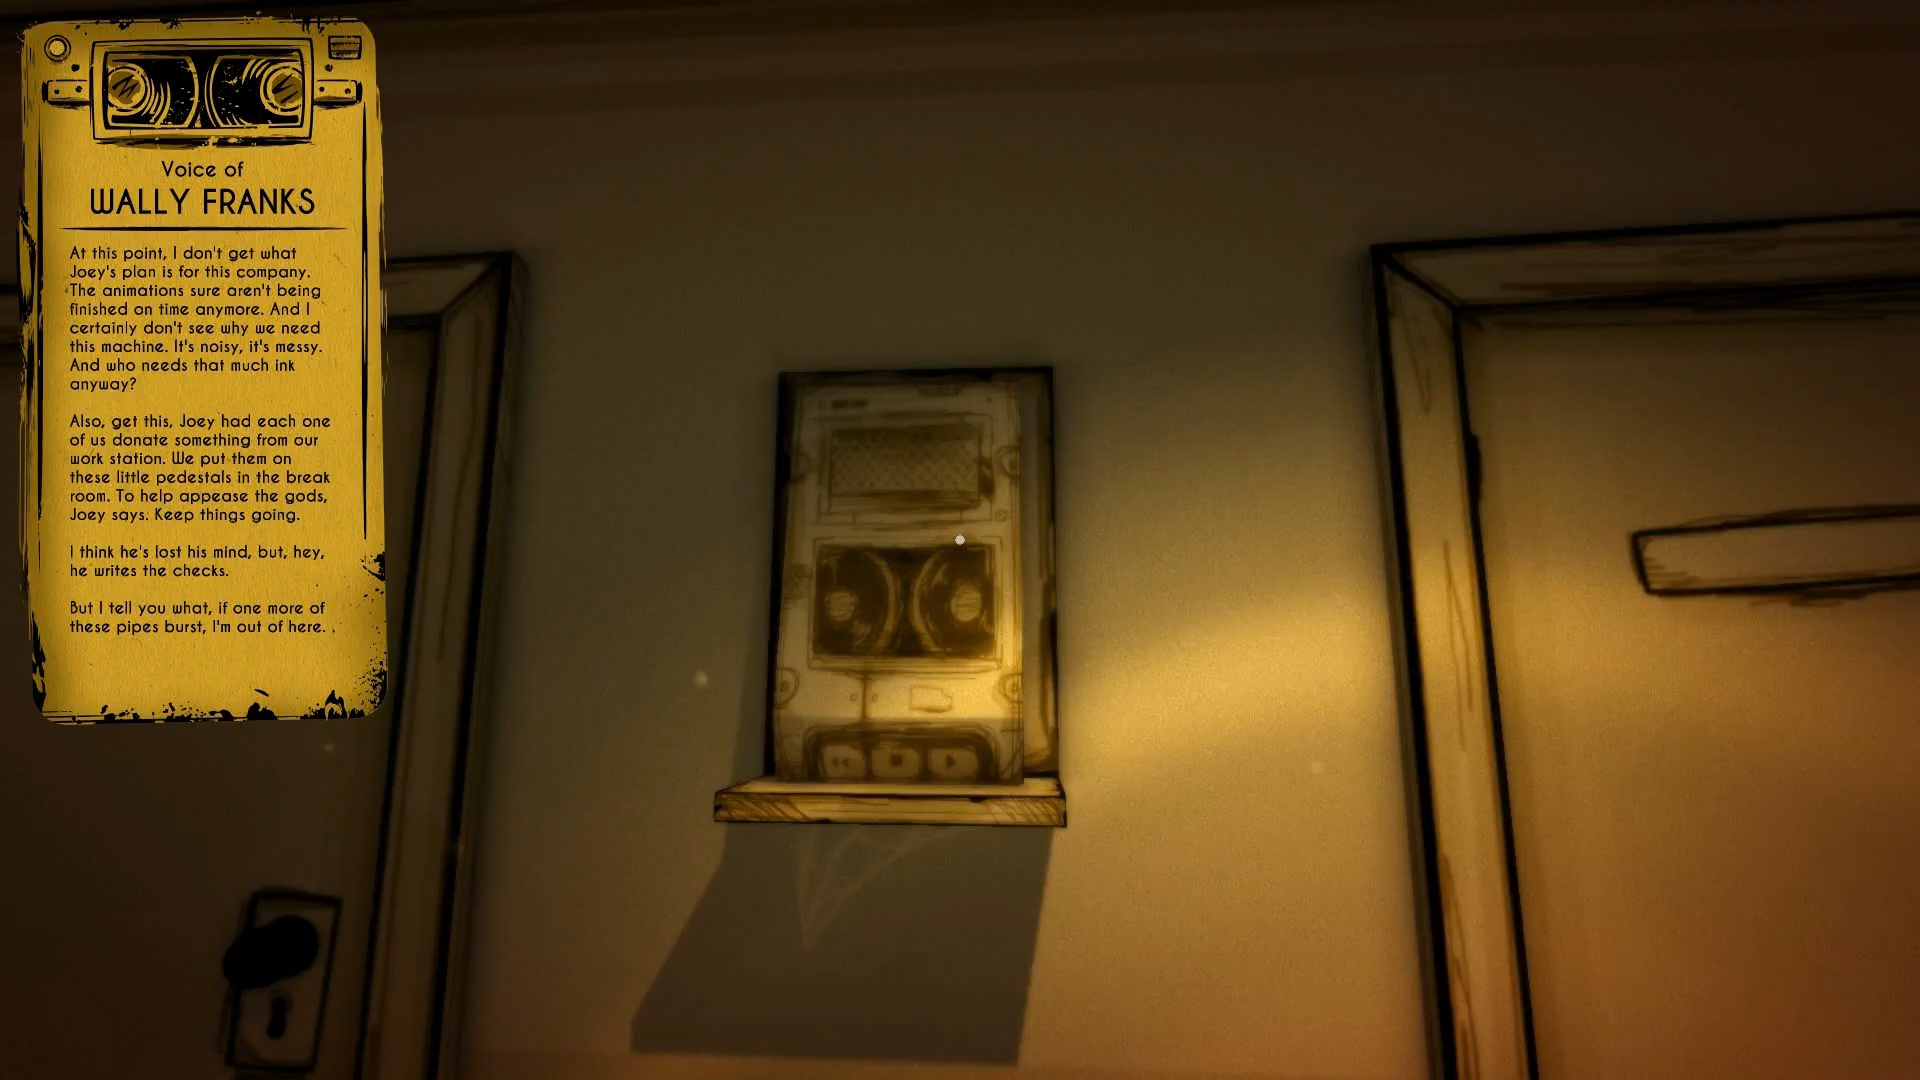 Voice of
WALLY FRANKS
At this point, I don't get what
Joey's plan is for this company.
The animations sure aren't being
finished on time anymore. And I
certainly don't see why we need
this machine. It's noisy, it's messy.
And who needs that much ink
anyway?
Also, get this, Joey had each one
of us donate something from our
work station. We put them on
these little pedestals in the break
room. To help appease the gods,
Joey says. Keep things going.
I think he's lost his mind, but, hey,
he writes the checks.
But I tell you what, if one more of
these pipes burst, I'm out of here.